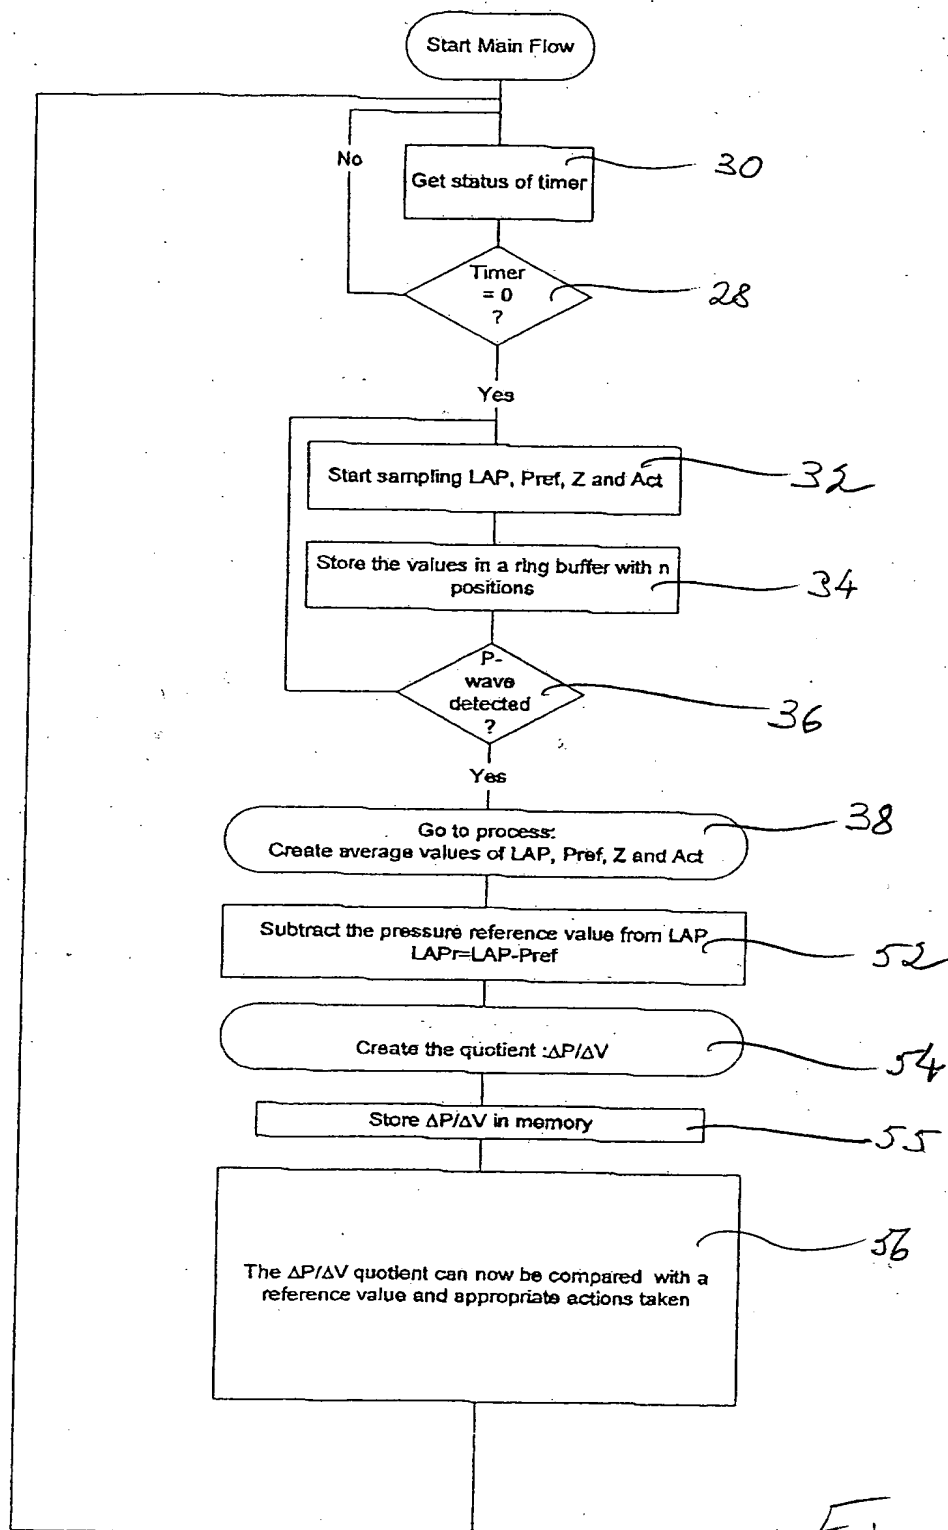 Start Main Flow
No
Get status of timer
30
Timer
= 0
?
28
Yes
Start sampling LAP, Pref, Z and Act
32
Store the values in a ring buffer with n
positions
34
P-
wave
detected
?
36
Yes
Go to process:
Create average values of LAP, Pref, Z and Act
38
Subtract the pressure reference value from LAP
LAPr=LAP-Pref
52
Create the quotient :ΔP/ΔV
54
Store ΔP/ΔV in memory
55
The ΔP/ΔV quotient can now be compared with a
reference value and appropriate actions taken
56